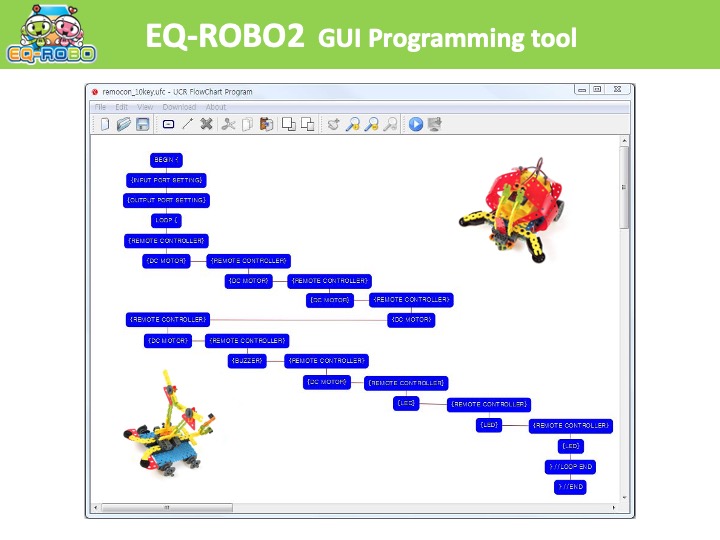 EQ-ROBO
EQ-ROBO2 GUI Programming tool
remocon_10key.ufc - UCR FlowChart Program
File Edit View Download About
BEGIN {
{INPUT PORT SETTING}
{OUTPUT PORT SETTING}
LOOP {
{REMOTE CONTROLLER}
{DC MOTOR} {REMOTE CONTROLLER}
{DC MOTOR} {REMOTE CONTROLLER}
{DC MOTOR} {REMOTE CONTROLLER}
{REMOTE CONTROLLER} {DC MOTOR}
{DC MOTOR} {REMOTE CONTROLLER}
{BUZZER} {REMOTE CONTROLLER}
{DC MOTOR} {REMOTE CONTROLLER}
{LED} {REMOTE CONTROLLER}
{LED} {REMOTE CONTROLLER}
{LED}
} //LOOP END
} //END